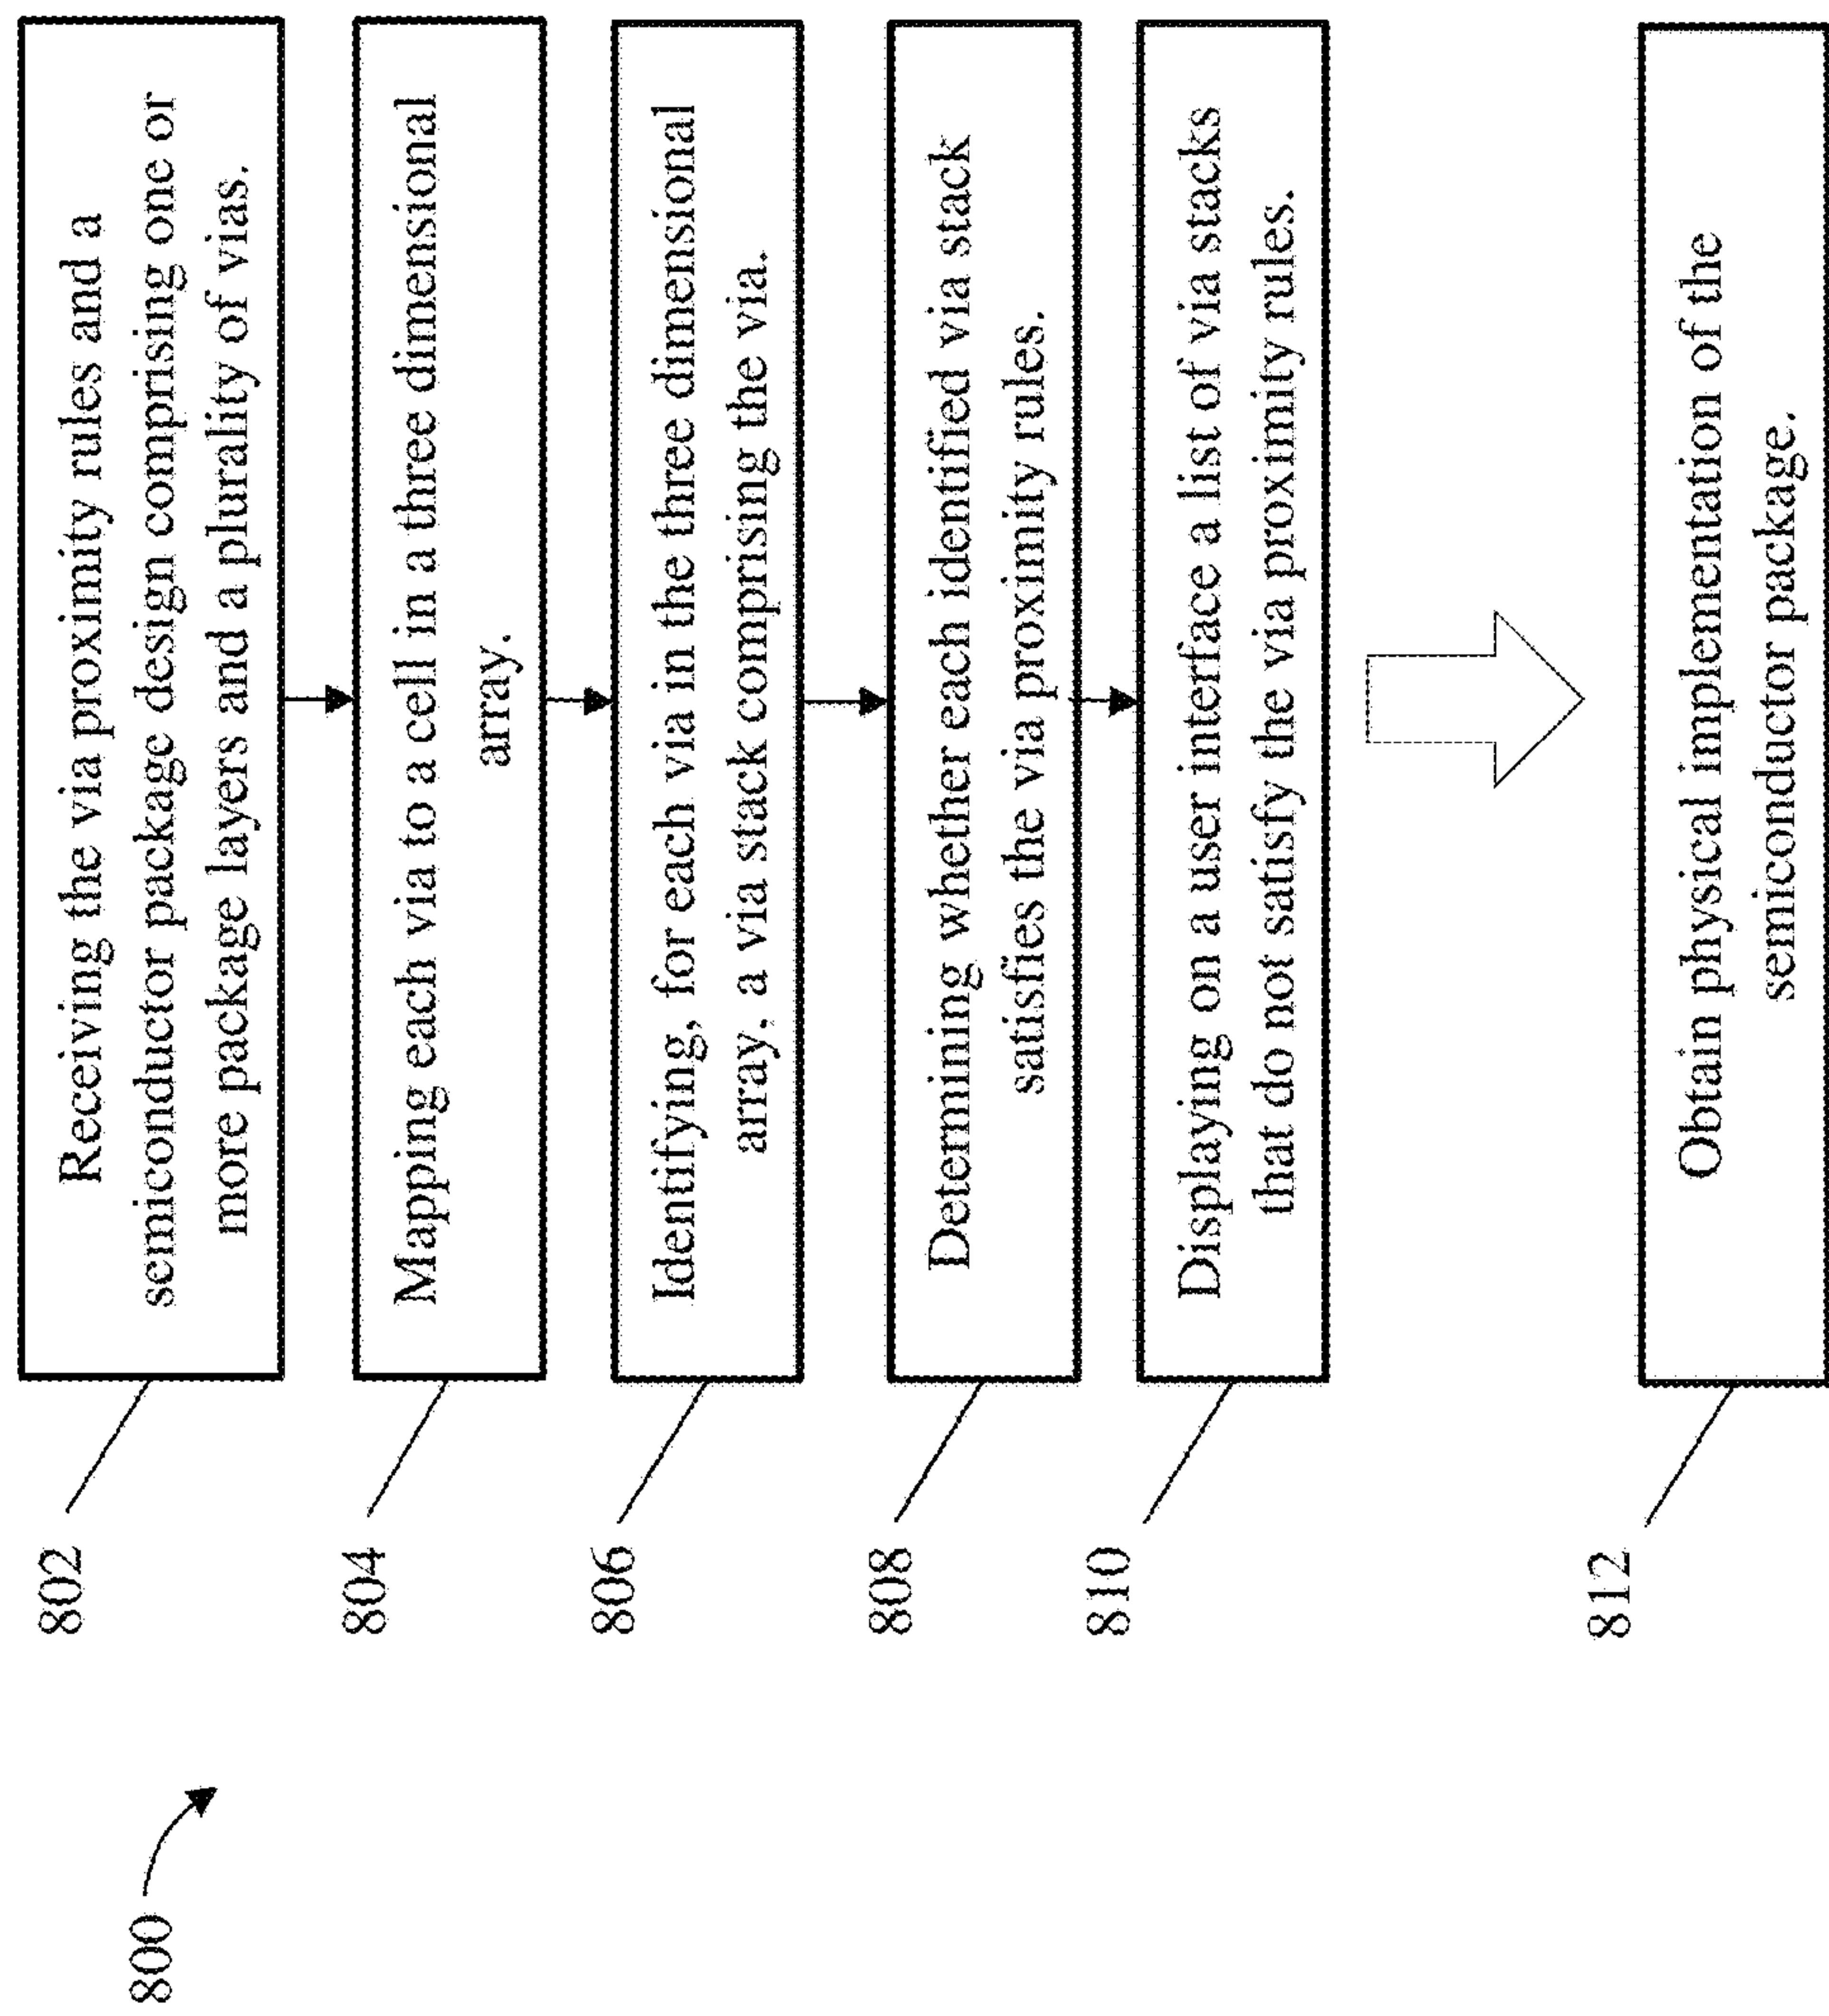 800
802
Receiving the via proximity rules and a
semiconductor package design comprising one or
more package layers and a plurality of vias.
804
Mapping each via to a cell in a three dimensional
array.
806
Identifying, for each via in the three dimensional
array, a via stack comprising the via.
808
Determining whether each identified via stack
satisfies the via proximity rules.
810
Displaying on a user interface a list of via stacks
that do not satisfy the via proximity rules.
812
Obtain physical implementation of the
semiconductor package.